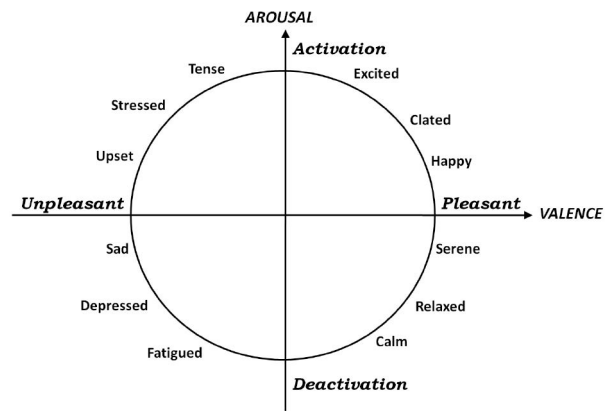 AROUSAL
Activation
Tense
Excited
Stressed
Clated
Upset
Happy
Unpleasant
Pleasant
VALENCE
Sad
Serene
Depressed
Relaxed
Calm
Fatigued
Deactivation